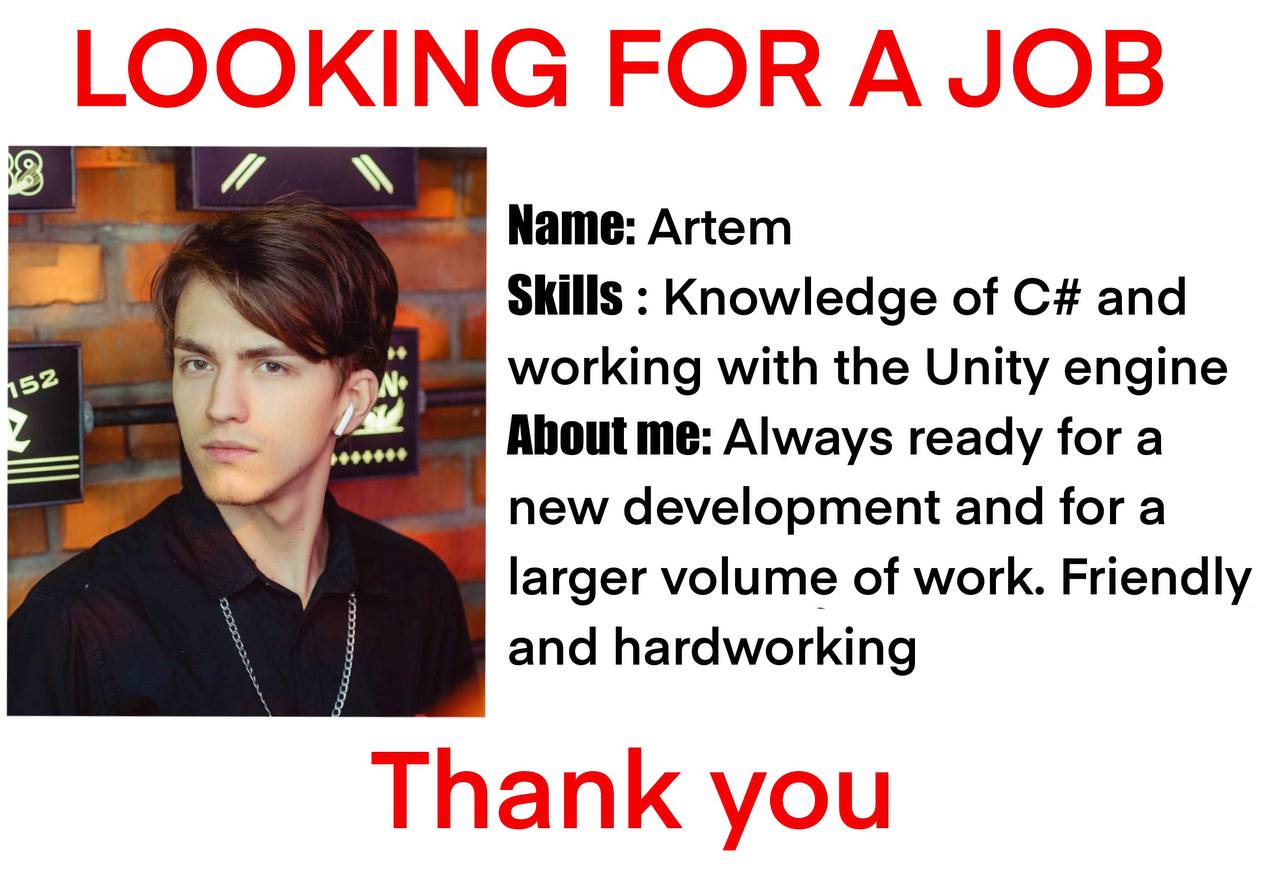 LOOKING FOR A JOB
152
Name: Artem
Skills : Knowledge of C# and
working with the Unity engine
About me: Always ready for a
new development and for a
larger volume of work. Friendly
and hardworking
Thank you